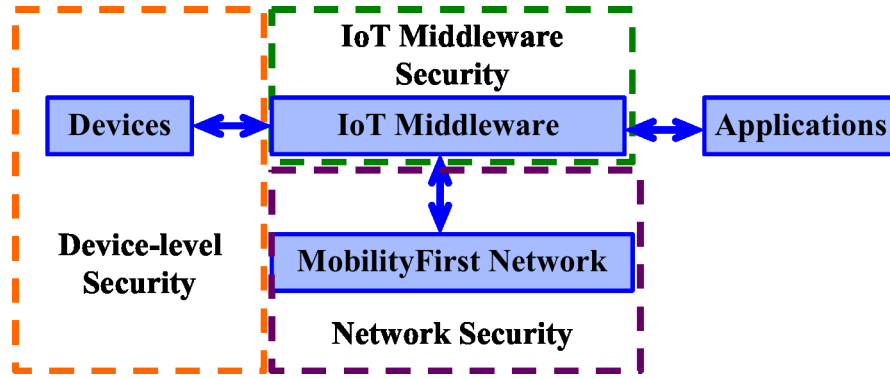 IoT Middleware
Security
Devices
IoT Middleware
Applications
Device-level
Security
MobilityFirst Network
Network Security